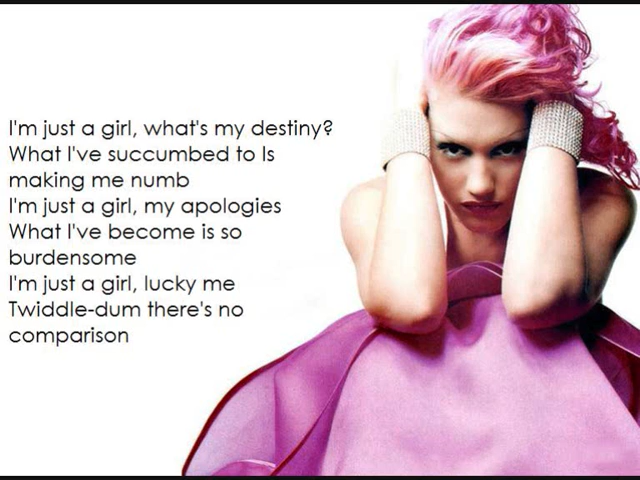 I'm just a girl, what's my destiny?
What I've succumbed to Is
making me numb
I'm just a girl, my apologies
What I've become is so
burdensome
I'm just a girl, lucky me
Twiddle-dum there's no
comparison